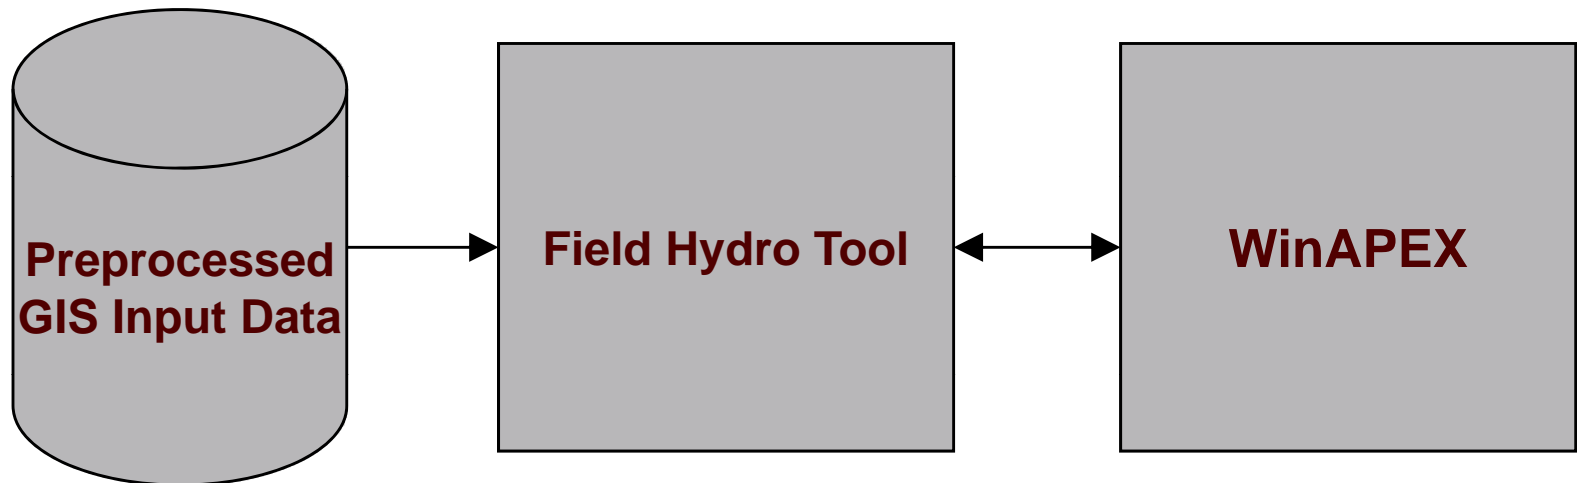 Preprocessed
GIS Input Data
Field Hydro Tool
WinAPEX